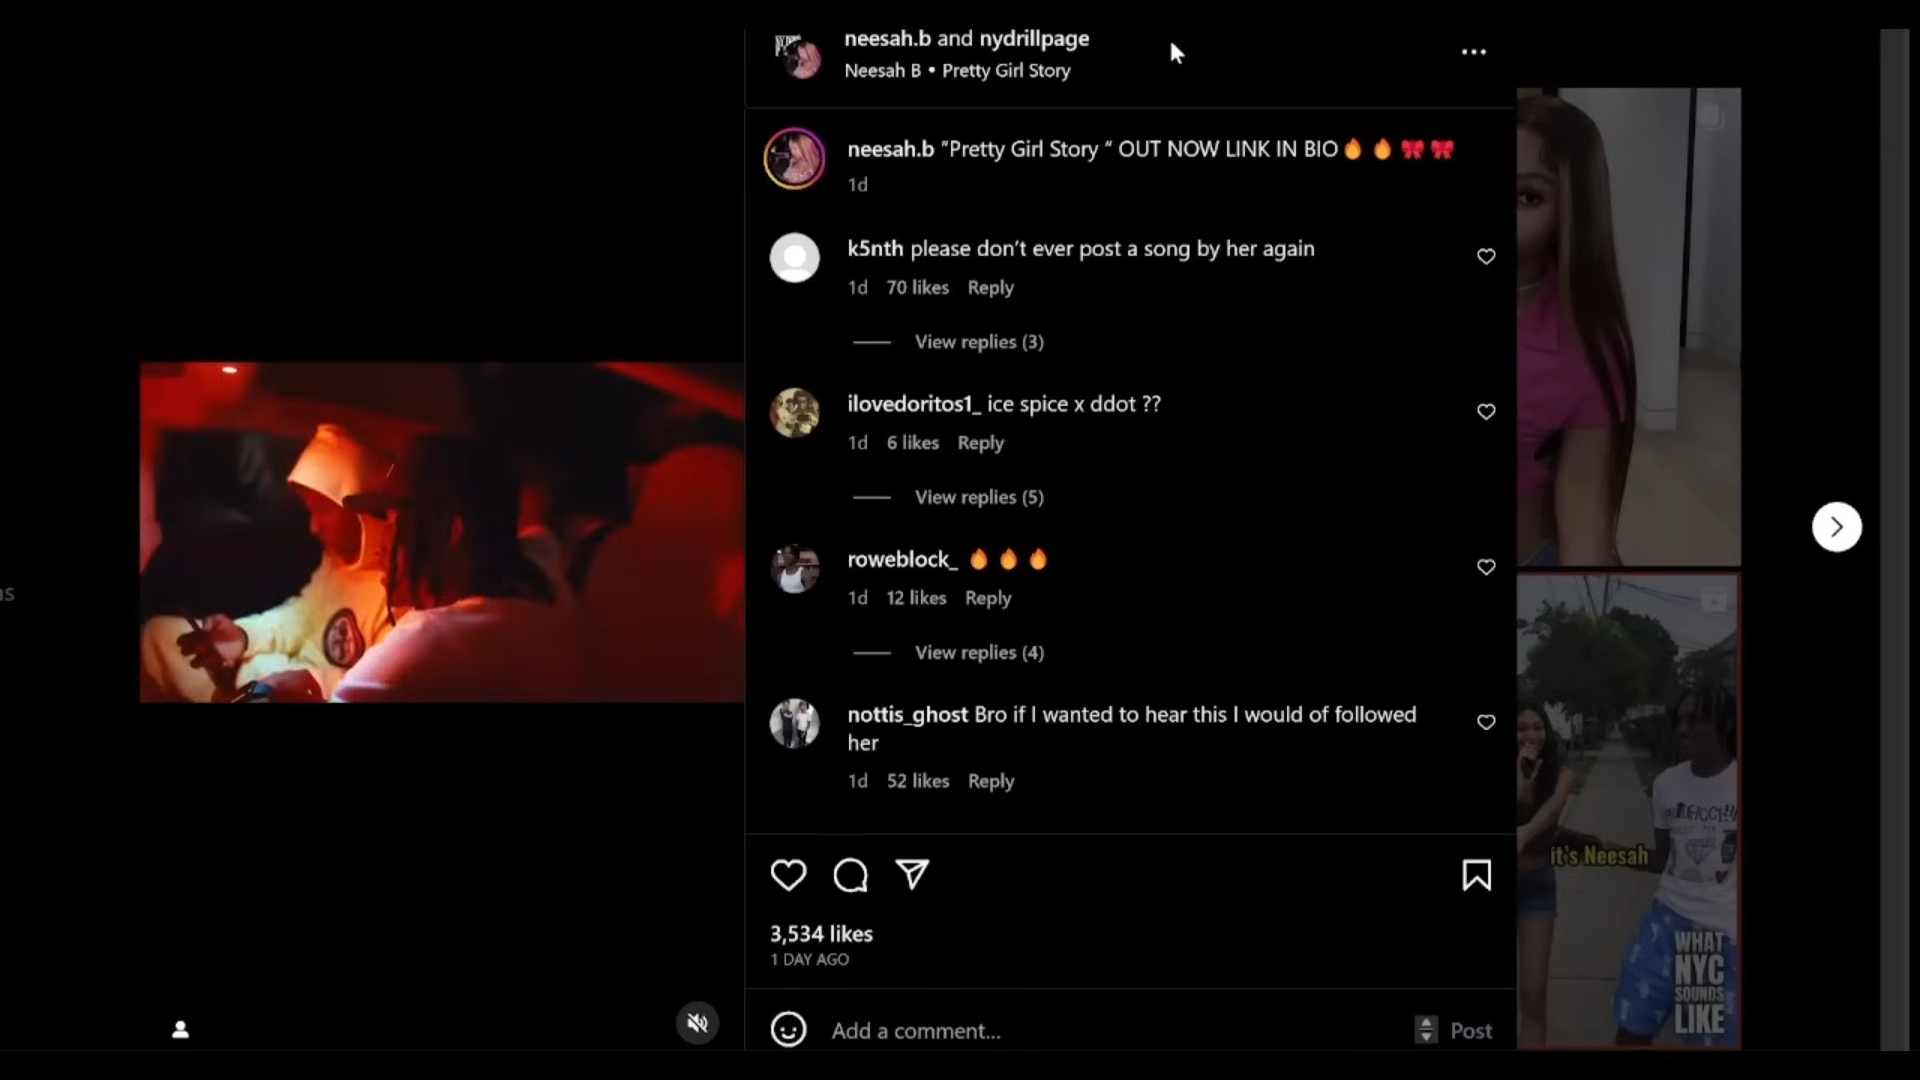 neesah.b and nydrillpage
Neesah B • Pretty Girl Story
neesah.b "Pretty Girl Story “ OUT NOW LINK IN BIO🔥🔥🎀🎀
1d
k5nth please don’t ever post a song by her again
1d 70 likes Reply
View replies (3)
ilovedoritos1_ ice spice x ddot ??
1d 6 likes Reply
View replies (5)
roweblock_ 🔥🔥🔥
1d 12 likes Reply
View replies (4)
nottis_ghost Bro if I wanted to hear this I would of followed
her
1d 52 likes Reply
3,534 likes
1 DAY AGO
Add a comment...
Post
it's Neesah
WHAT
NYC
SOUNDS
LIKE